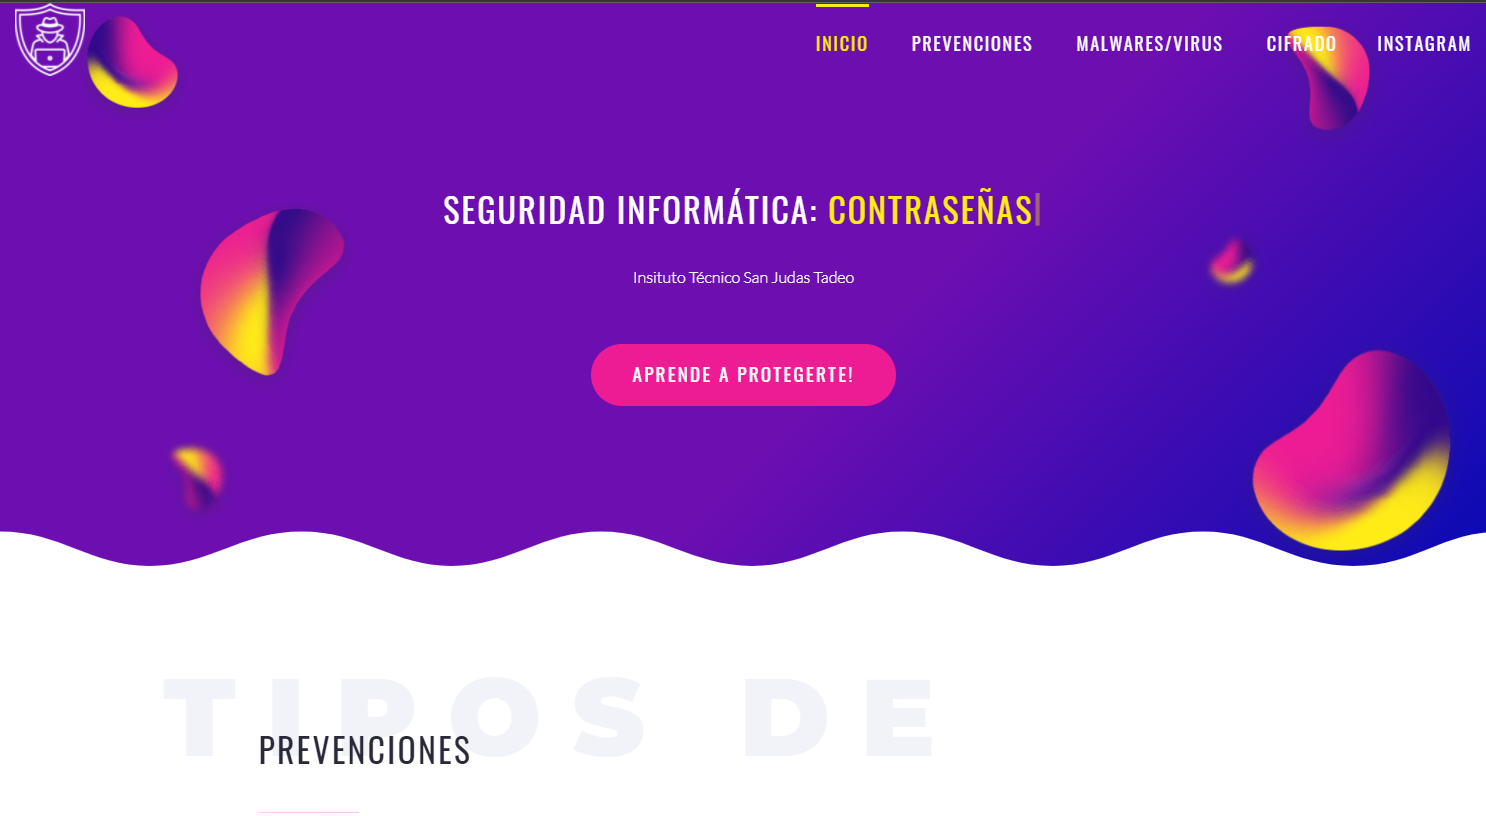 INICIO PREVENCIONES MALWARES/VIRUS CIFRADO INSTAGRAM
SEGURIDAD INFORMÁTICA: CONTRASEÑAS
Insituto Técnico San Judas Tadeo
APRENDE A PROTEGERTE!
TIPOS DE
PREVENCIONES